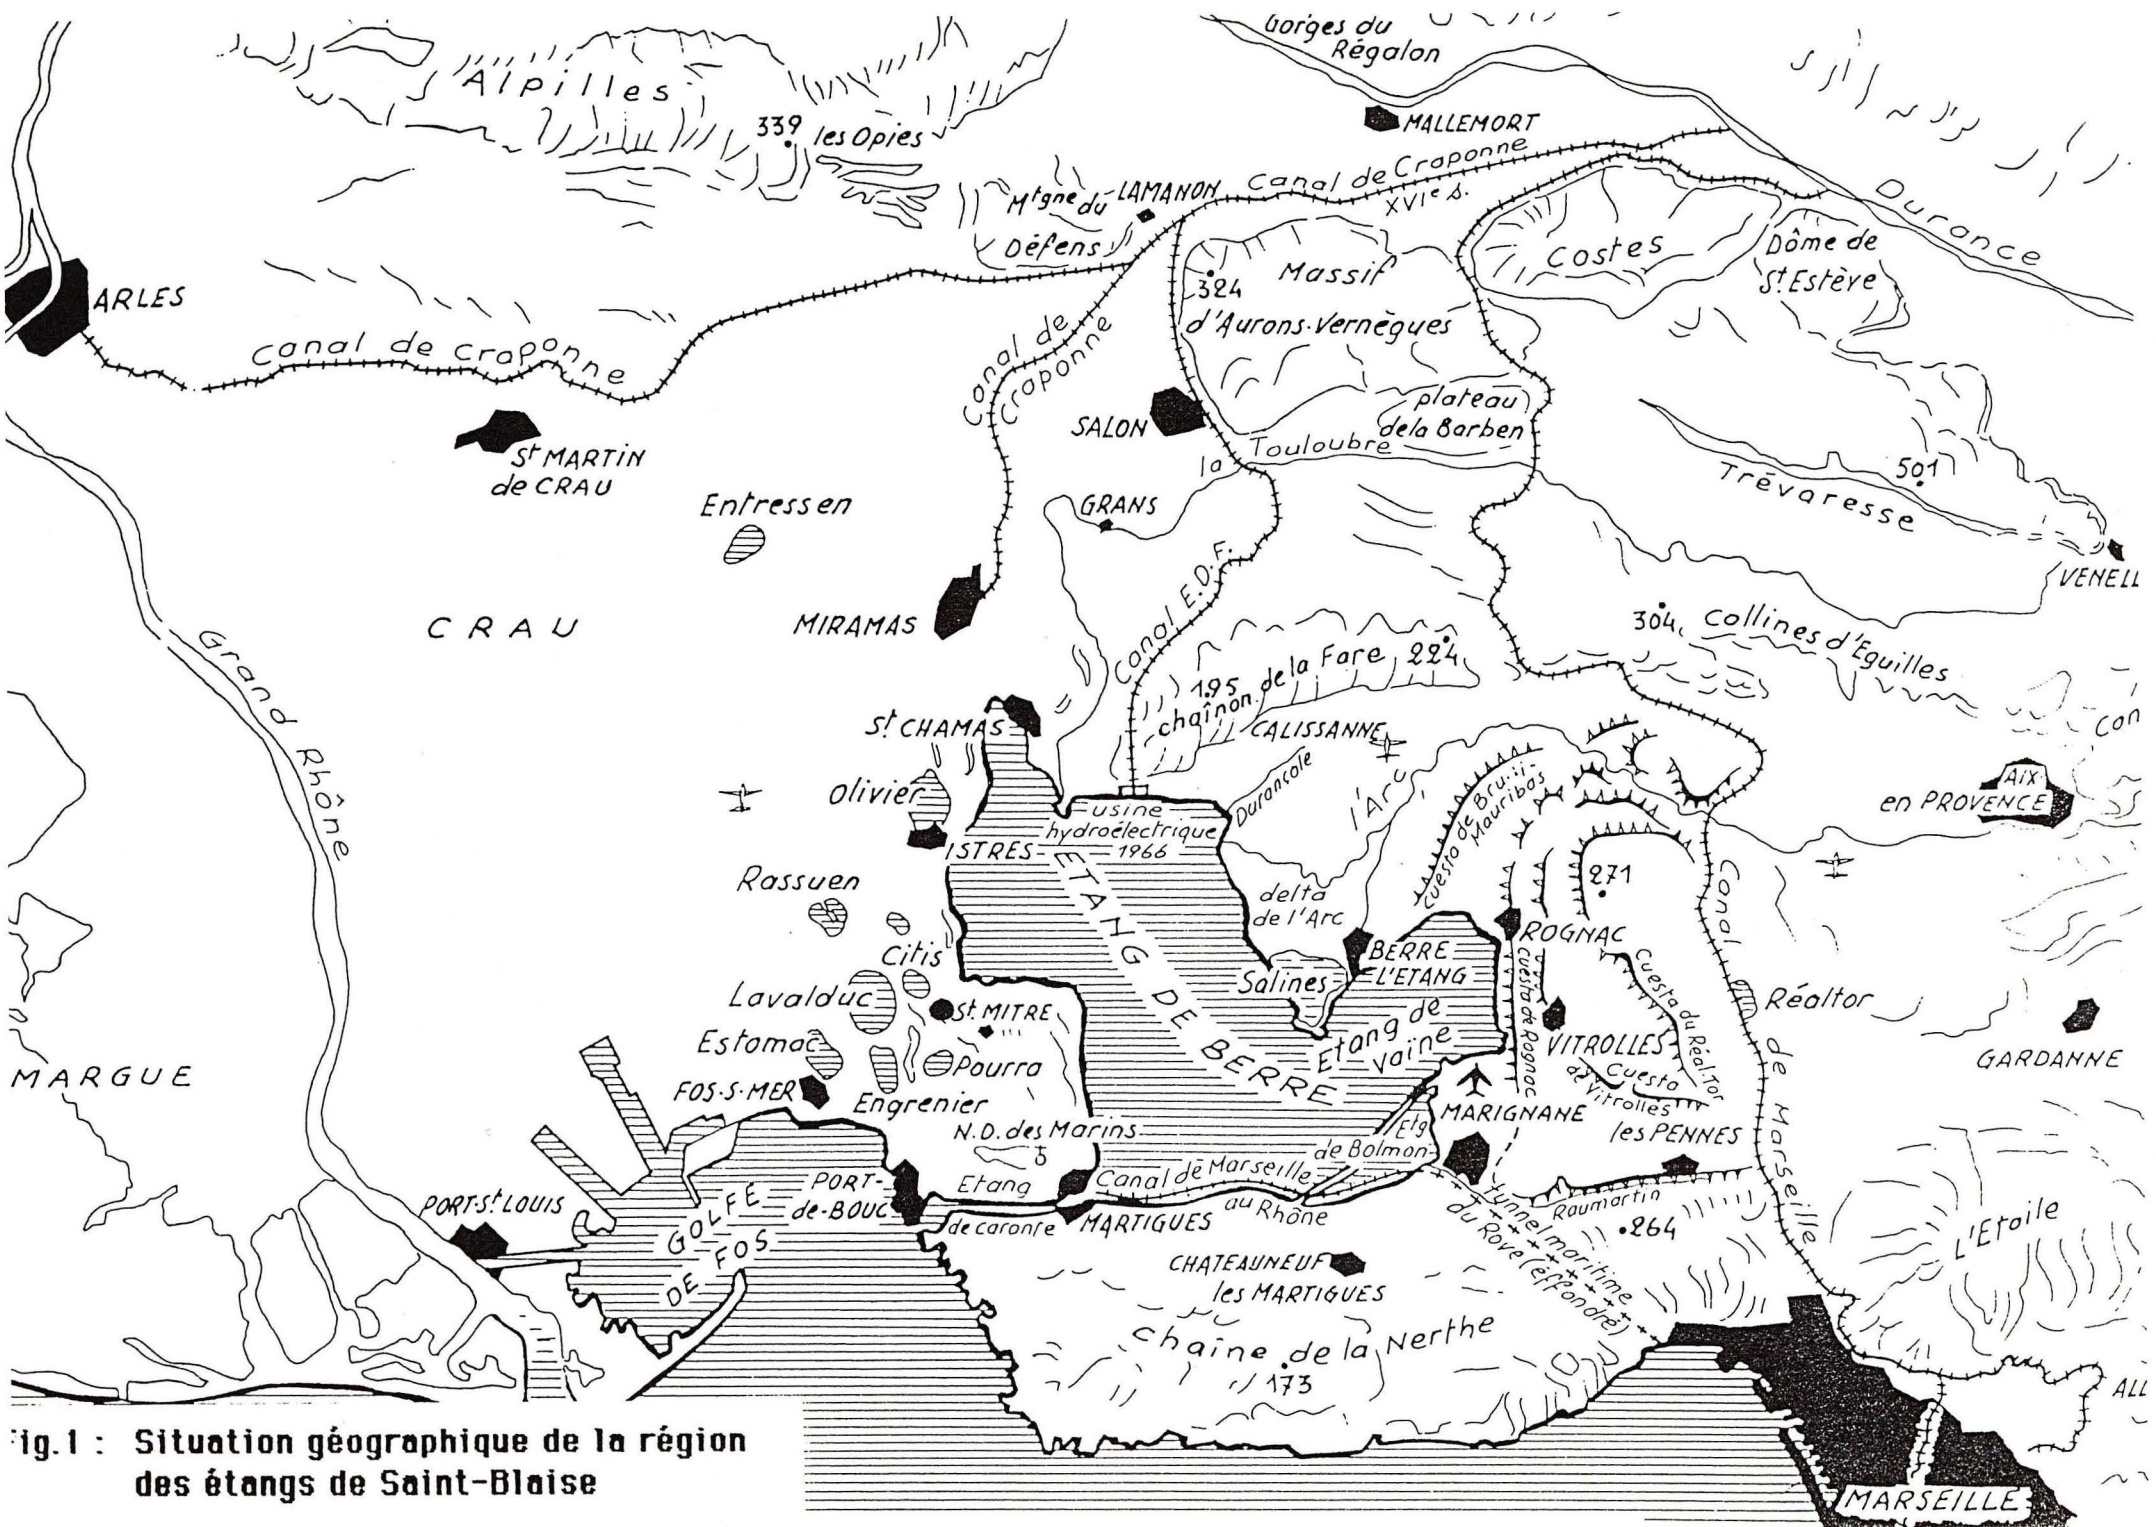 Gorges du
Régalon
Alpilles
339
les Opies
MALLEMORT
Canal de Craponne
XVIe s.
Mtgne du
Défens
LAMANON
Durance
Costes
Dôme de
St Estève
Massif
324
d'Aurons-Vernègues
ARLES
Canal de Craponne
Canal de
Craponne
plateau
de la Barben
SALON
la Touloubre
St MARTIN
de CRAU
501
Trévaresse
Entressen
GRANS
VENELL
CRAU
MIRAMAS
Canal E.D.F.
304
Collines d'Eguilles
Grand Rhône
195
224
chaînon de la Fare
St CHAMAS
CALISSANNE
Durançole
l'Arc
Olivier
ISTRES
usine
hydroélectrique
1966
Cuesta de
Mauribas
Aix
en PROVENCE
Rassuen
ETANG DE BERRE
delta
de l'Arc
271
Canal de Marseille
Citis
Salines
BERRE
L'ETANG
ROGNAC
Cuesta de Rognac
Cuesta du Réal-Tor
Réaltor
Lavalduc
St. MITRE
Etang de
Vaïne
Estomac
Pourra
VITROLLES
Cuesta
de Vitrolles
GARDANNE
MARGUE
FOS-S-MER
Engrenier
N.D. des Marins
MARIGNANE
les PENNES
Etg
de Bolmon
PORT-
de-BOUC
Etang
de Caronte
Canal de Marseille
au Rhône
MARTIGUES
PORT-St LOUIS
GOLFE
DE FOS
Raumartin
264
tunnel maritime
du Rove (éffondré)
L'Etoile
CHATEAUNEUF
les MARTIGUES
Chaîne de la Nerthe
173
ALL
MARSEILLE
ig.1 : Situation géographique de la région
des étangs de Saint-Blaise